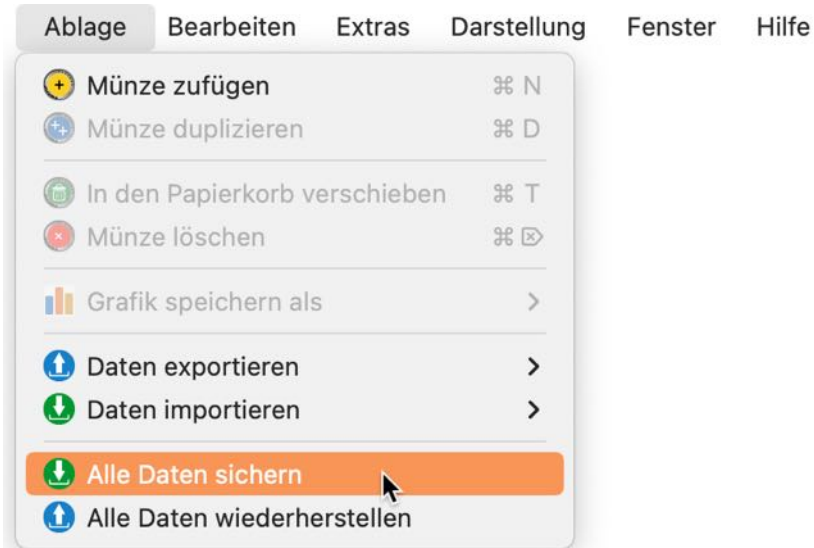 Ablage Bearbeiten Extras Darstellung Fenster Hilfe
Münze zufügen ⌘ N
Münze duplizieren ⌘ D
In den Papierkorb verschieben ⌘ T
Münze löschen ⌘ ⌦
Grafik speichern als
Daten exportieren
Daten importieren
Alle Daten sichern
Alle Daten wiederherstellen